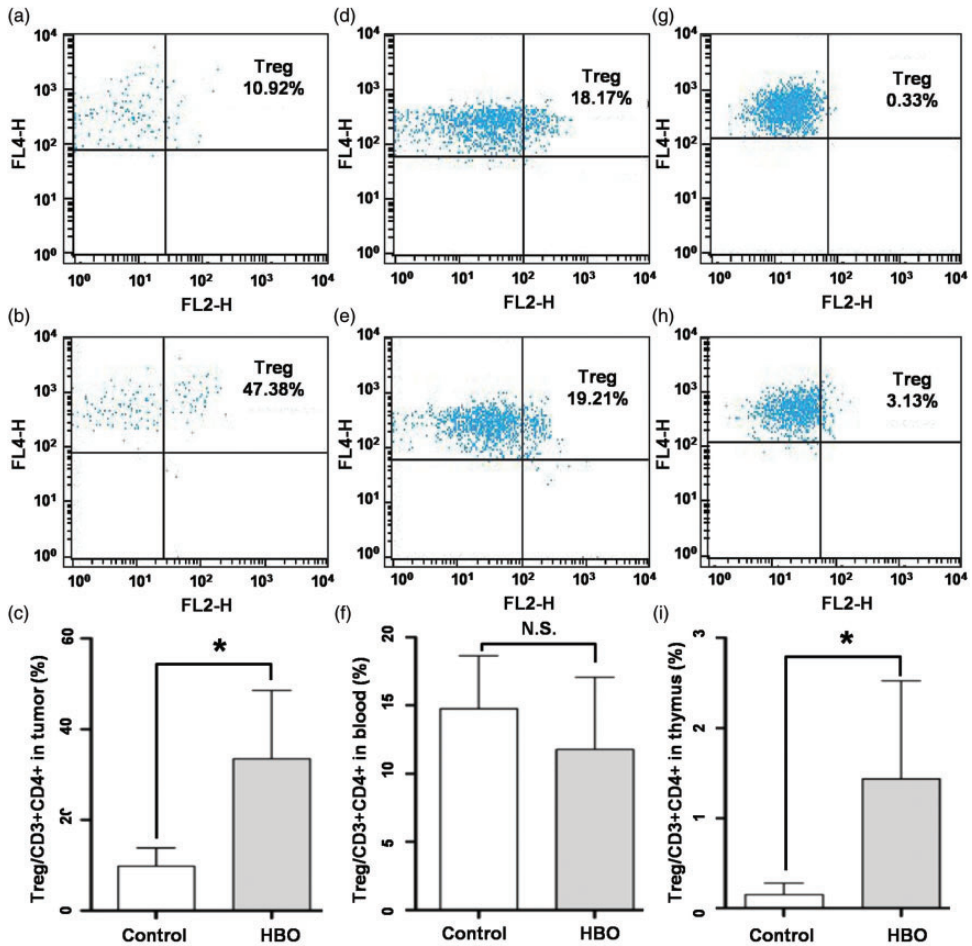 (a)
10⁴
10³
10²
10¹
10⁰
FL4-H
Treg
10.92%
10⁰ 10¹ 10² 10³ 10⁴
FL2-H
(d)
10⁴
10³
10²
10¹
10⁰
FL4-H
Treg
18.17%
10⁰ 10¹ 10² 10³ 10⁴
FL2-H
(g)
10⁴
10³
10²
10¹
10⁰
FL4-H
Treg
0.33%
10⁰ 10¹ 10² 10³ 10⁴
FL2-H
(b)
10⁴
10³
10²
10¹
10⁰
FL4-H
Treg
47.38%
10⁰ 10¹ 10² 10³ 10⁴
FL2-H
(e)
10⁴
10³
10²
10¹
10⁰
FL4-H
Treg
19.21%
10⁰ 10¹ 10² 10³ 10⁴
FL2-H
(h)
10⁴
10³
10²
10¹
10⁰
FL4-H
Treg
3.13%
10⁰ 10¹ 10² 10³ 10⁴
FL2-H
(c)
Treg/CD3+CD4+ in tumor (%)
60
40
20
0
*
Control HBO
(f)
Treg/CD3+CD4+ in blood (%)
20
15
10
5
0
N.S.
Control HBO
(i)
Treg/CD3+CD4+ in thymus (%)
3
2
1
0
*
Control HBO